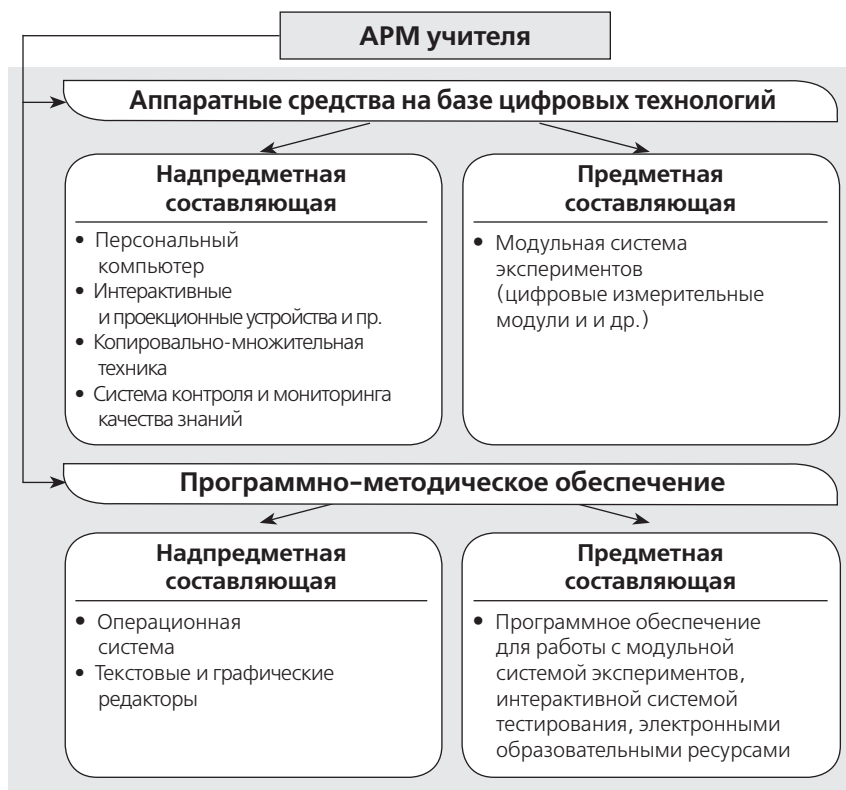 АРМ учителя
Аппаратные средства на базе цифровых технологий
Надпредметная
составляющая
• Персональный
компьютер
• Интерактивные
и проекционные устройства и пр.
• Копировально-множительная
техника
• Система контроля и мониторинга
качества знаний
Предметная
составляющая
• Модульная система
экспериментов
(цифровые измерительные
модули и и др.)
Программно-методическое обеспечение
Надпредметная
составляющая
• Операционная
система
• Текстовые и графические
редакторы
Предметная
составляющая
• Программное обеспечение
для работы с модульной
системой экспериментов,
интерактивной системой
тестирования, электронными
образовательными ресурсами